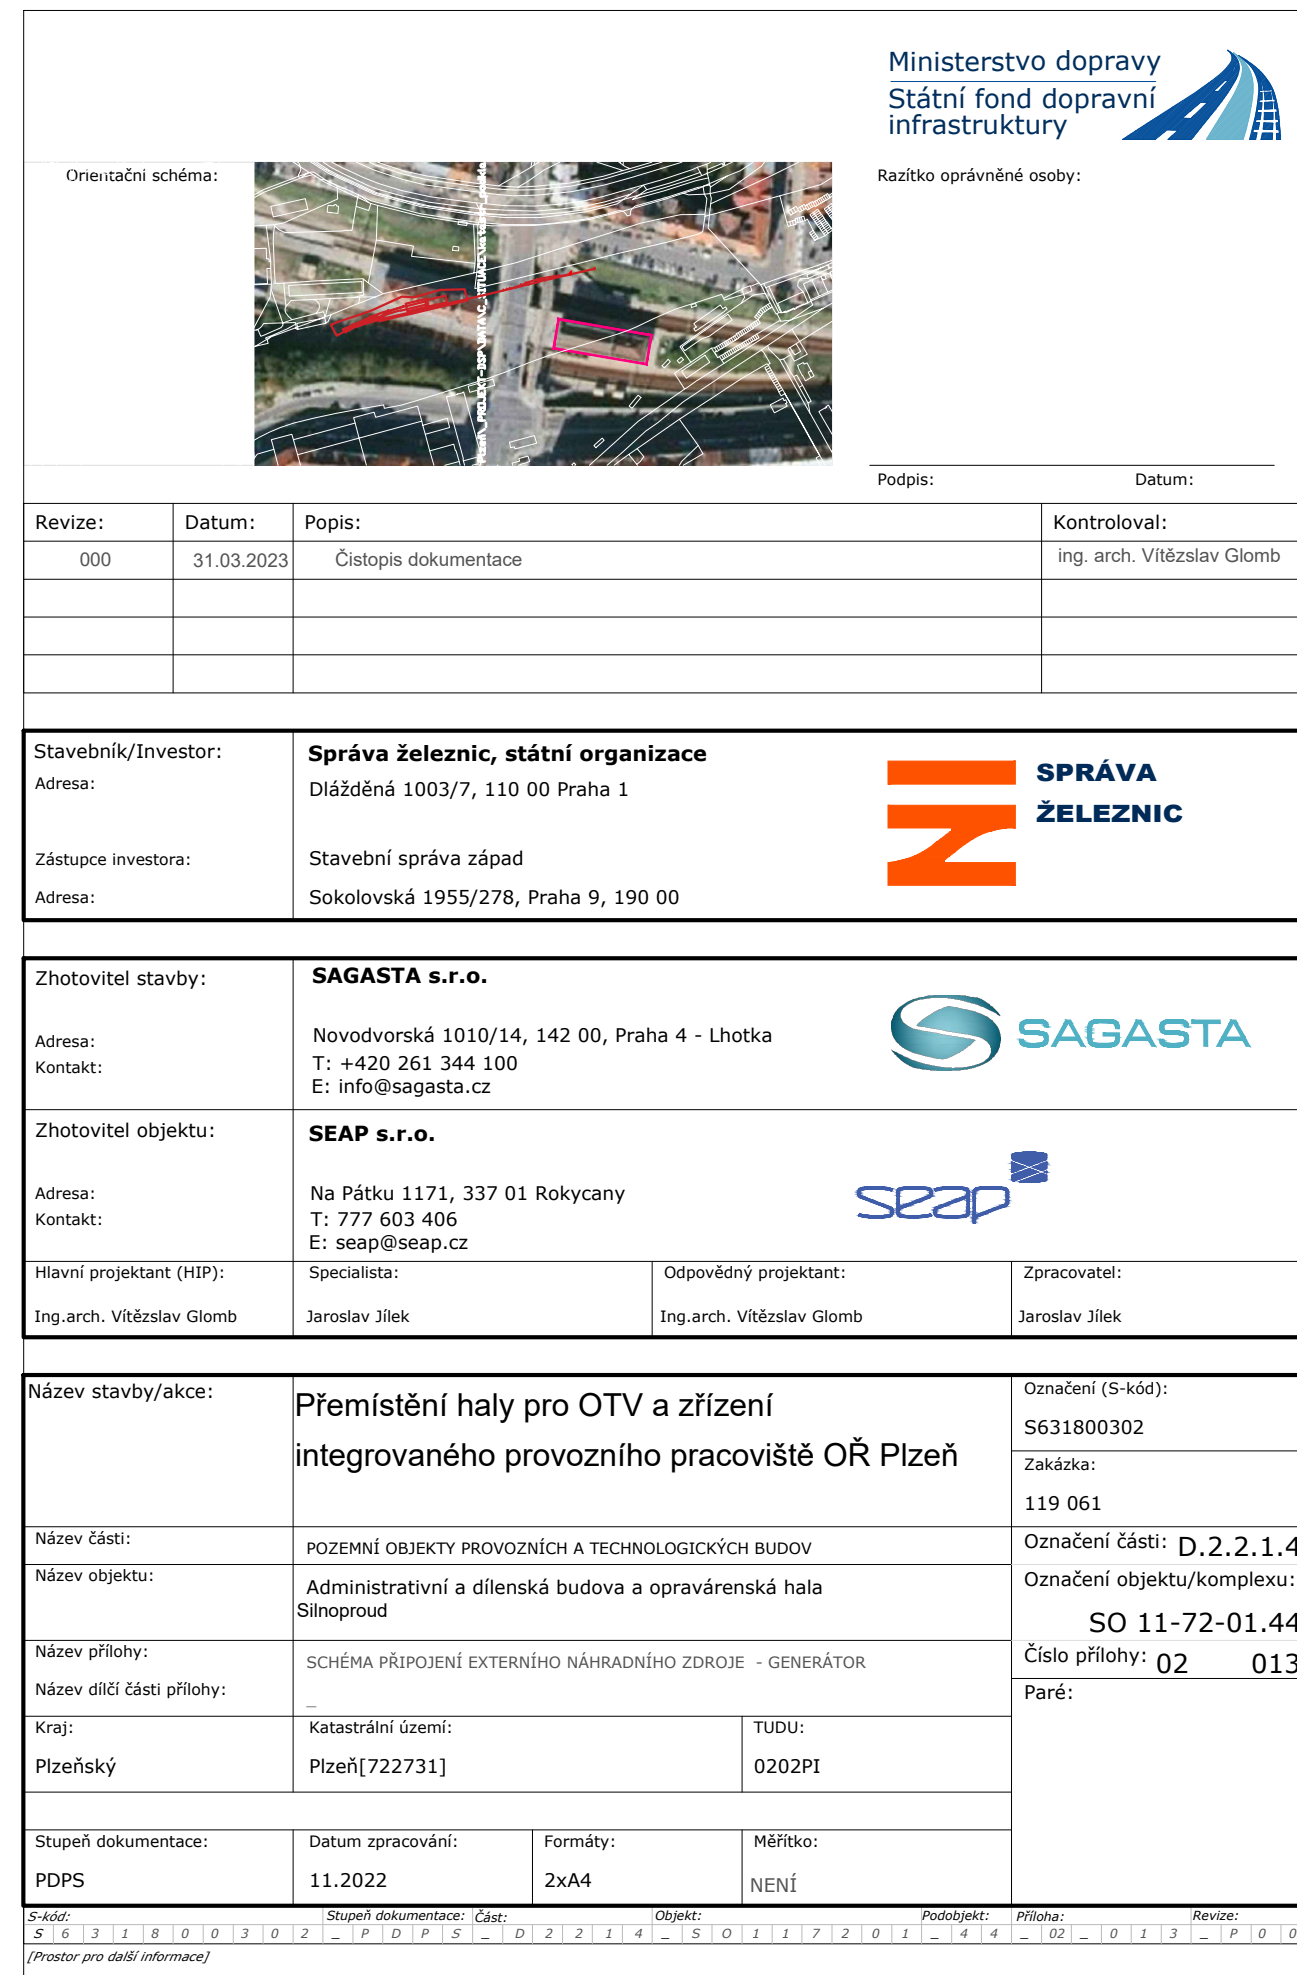 Ministerstvo dopravy
Státní fond dopravní
infrastruktury
Orientační schéma:
Razítko oprávněné osoby:
Podpis:
Datum:
Revize:
Datum:
Popis:
Kontroloval:
000
31.03.2023
Čistopis dokumentace
ing. arch. Vítězslav Glomb
Stavebník/Investor:
Správa železnic, státní organizace
Adresa:
Dlážděná 1003/7, 110 00 Praha 1
SPRÁVA
ŽELEZNIC
Zástupce investora:
Stavební správa západ
Adresa:
Sokolovská 1955/278, Praha 9, 190 00
Zhotovitel stavby:
SAGASTA s.r.o.
SAGASTA
Adresa:
Novodvorská 1010/14, 142 00, Praha 4 - Lhotka
Kontakt:
T: +420 261 344 100
E: info@sagasta.cz
Zhotovitel objektu:
SEAP s.r.o.
seap
Adresa:
Na Pátku 1171, 337 01 Rokycany
Kontakt:
T: 777 603 406
E: seap@seap.cz
Hlavní projektant (HIP):
Specialista:
Odpovědný projektant:
Zpracovatel:
Ing.arch. Vítězslav Glomb
Jaroslav Jílek
Ing.arch. Vítězslav Glomb
Jaroslav Jílek
Název stavby/akce:
Přemístění haly pro OTV a zřízení
integrovaného provozního pracoviště OŘ Plzeň
Označení (S-kód):
S631800302
Zakázka:
119 061
Název části:
POZEMNÍ OBJEKTY PROVOZNÍCH A TECHNOLOGICKÝCH BUDOV
Označení části: D.2.2.1.4
Název objektu:
Administrativní a dílenská budova a opravárenská hala
Silnoproud
Označení objektu/komplexu:
SO 11-72-01.44
Název přílohy:
SCHÉMA PŘIPOJENÍ EXTERNÍHO NÁHRADNÍHO ZDROJE - GENERÁTOR
Číslo přílohy: 02 013
Název dílčí části přílohy:
_
Paré:
Kraj:
Katastrální území:
TUDU:
Plzeňský
Plzeň[722731]
0202PI
Stupeň dokumentace:
Datum zpracování:
Formáty:
Měřítko:
PDPS
11.2022
2xA4
NENÍ
S-kód: Stupeň dokumentace: Část: Objekt: Podobjekt: Příloha: Revize:
S 6 3 1 8 0 0 3 0 2 _ P D P S _ D 2 2 1 4 _ S O 1 1 7 2 0 1 _ 4 4 _ 02 _ 0 1 3 _ P 0 0
[Prostor pro další informace]